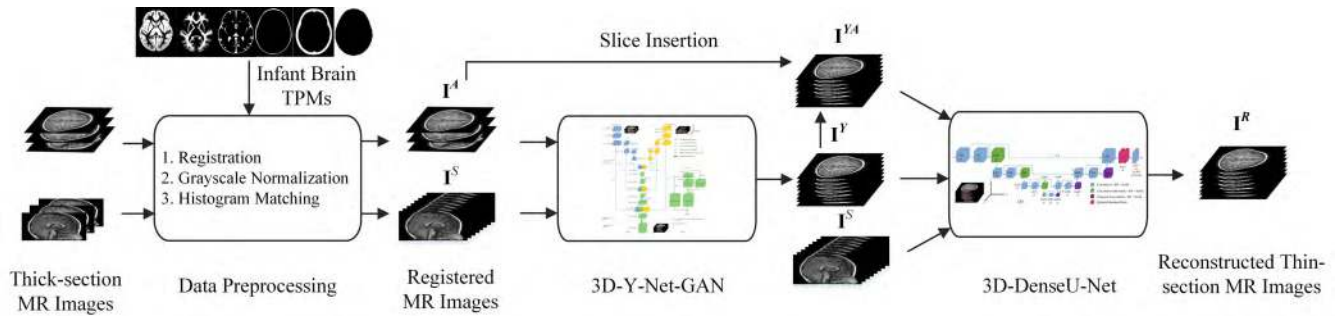 Slice Insertion
I^{YA}
Infant Brain
TPMs
I^A
1. Registration
2. Grayscale Normalization
3. Histogram Matching
I^S
I^Y
I^S
I^R
Thick-section
MR Images
Data Preprocessing
Registered
MR Images
3D-Y-Net-GAN
3D-DenseU-Net
Reconstructed Thin-
section MR Images